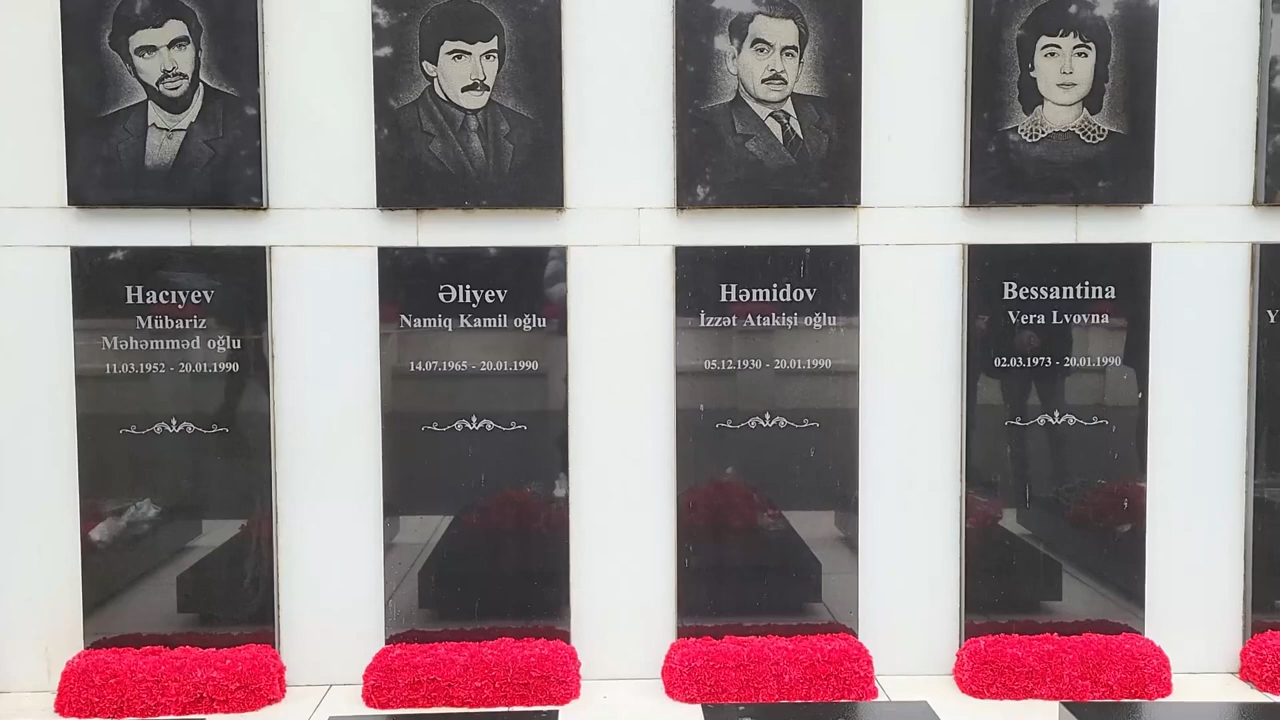 Hacıyev
Mübariz
Məhəmməd oğlu
11.03.1952 - 20.01.1990
Əliyev
Namiq Kamil oğlu
14.07.1965 - 20.01.1990
Həmidov
İzzət Atakişi oğlu
05.12.1930 - 20.01.1990
Bessantina
Vera Lvovna
02.03.1973 - 20.01.1990
Y